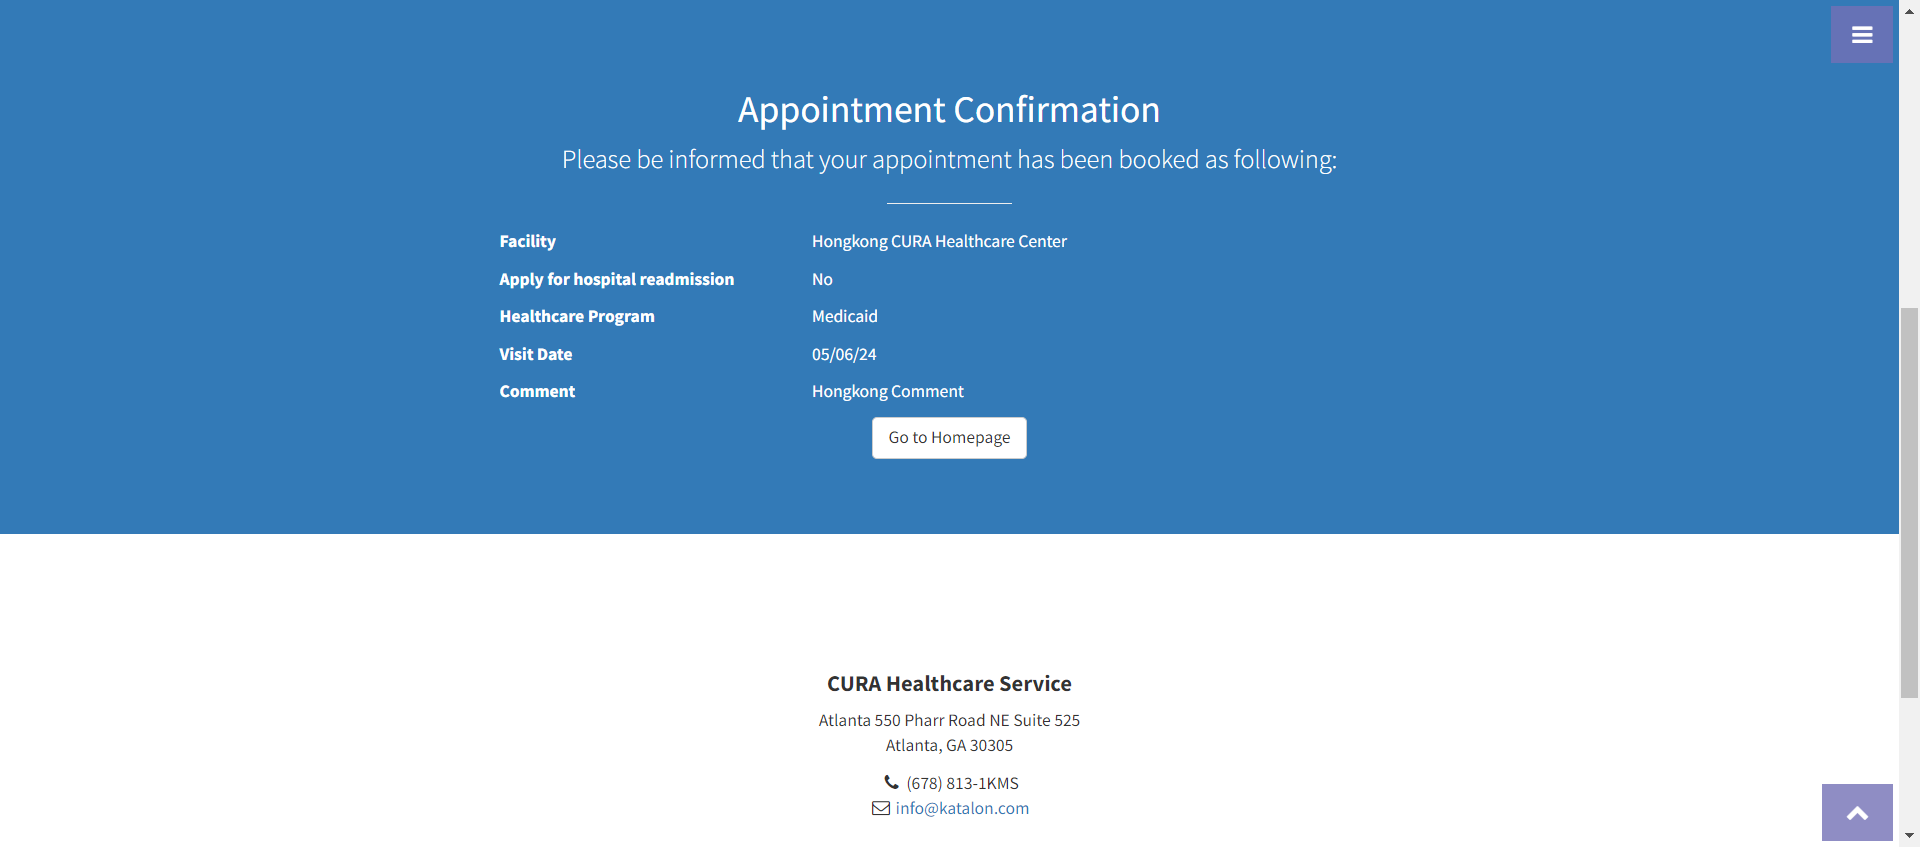 Appointment Confirmation
Please be informed that your appointment has been booked as following:
Facility Hongkong CURA Healthcare Center
Apply for hospital readmission No
Healthcare Program Medicaid
Visit Date 05/06/24
Comment Hongkong Comment
Go to Homepage
CURA Healthcare Service
Atlanta 550 Pharr Road NE Suite 525
Atlanta, GA 30305
(678) 813-1KMS
info@katalon.com